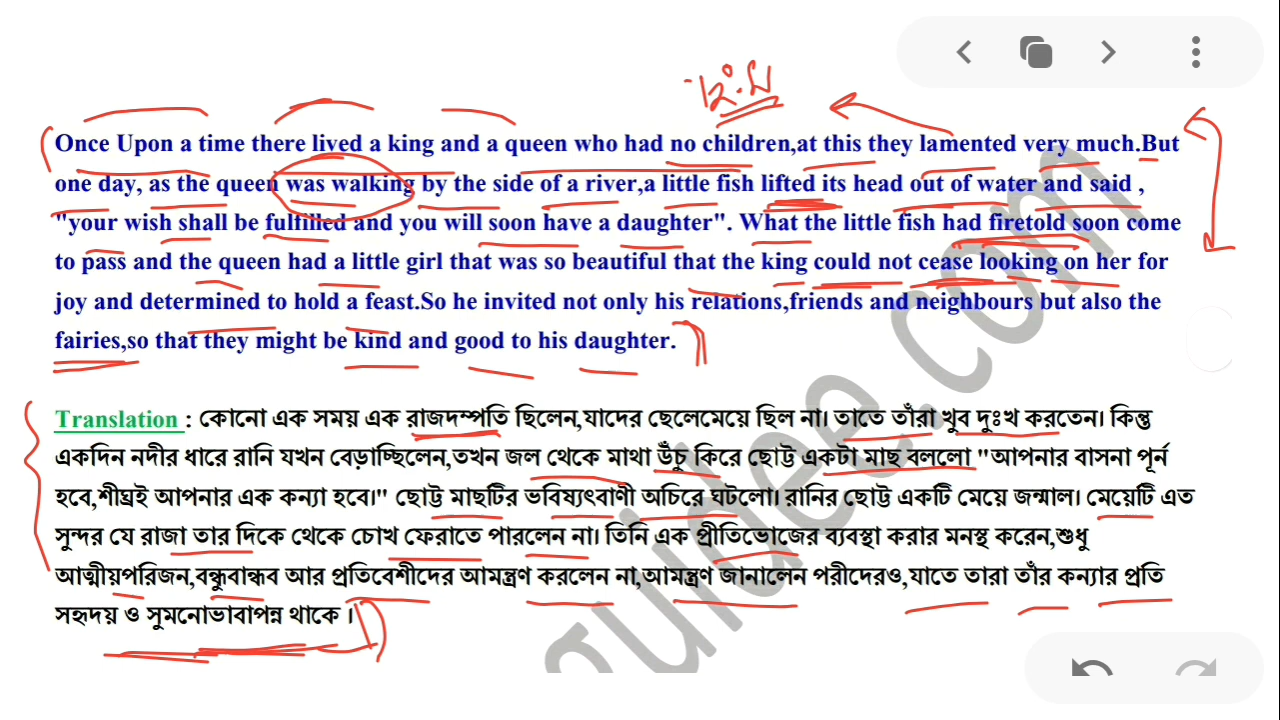 Once Upon a time there lived a king and a queen who had no children,at this they lamented very much.But
one day, as the queen was walking by the side of a river,a little fish lifted its head out of water and said ,
"your wish shall be fulfilled and you will soon have a daughter". What the little fish had firetold soon come
to pass and the queen had a little girl that was so beautiful that the king could not cease looking on her for
joy and determined to hold a feast.So he invited not only his relations,friends and neighbours but also the
fairies,so that they might be kind and good to his daughter.
Translation : কোনো এক সময় এক রাজদম্পতি ছিলেন,যাদের ছেলেমেয়ে ছিল না। তাতে তাঁরা খুব দুঃখ করতেন। কিন্তু
একদিন নদীর ধারে রানি যখন বেড়াচ্ছিলেন,তখন জল থেকে মাথা উঁচু কিরে ছোট্ট একটা মাছ বললো "আপনার বাসনা পূর্ন
হবে,শীঘ্রই আপনার এক কন্যা হবে।" ছোট্ট মাছটির ভবিষ্যৎবাণী অচিরে ঘটলো। রানির ছোট্ট একটি মেয়ে জন্মাল। মেয়েটি এত
সুন্দর যে রাজা তার দিকে থেকে চোখ ফেরাতে পারলেন না। তিনি এক প্রীতিভোজের ব্যবস্থা করার মনস্থ করেন,শুধু
আত্মীয়পরিজন,বন্ধুবান্ধব আর প্রতিবেশীদের আমন্ত্রণ করলেন না,আমন্ত্রণ জানালেন পরীদেরও,যাতে তারা তাঁর কন্যার প্রতি
সহৃদয় ও সুমনোভাবাপন্ন থাকে ।
guidee.com